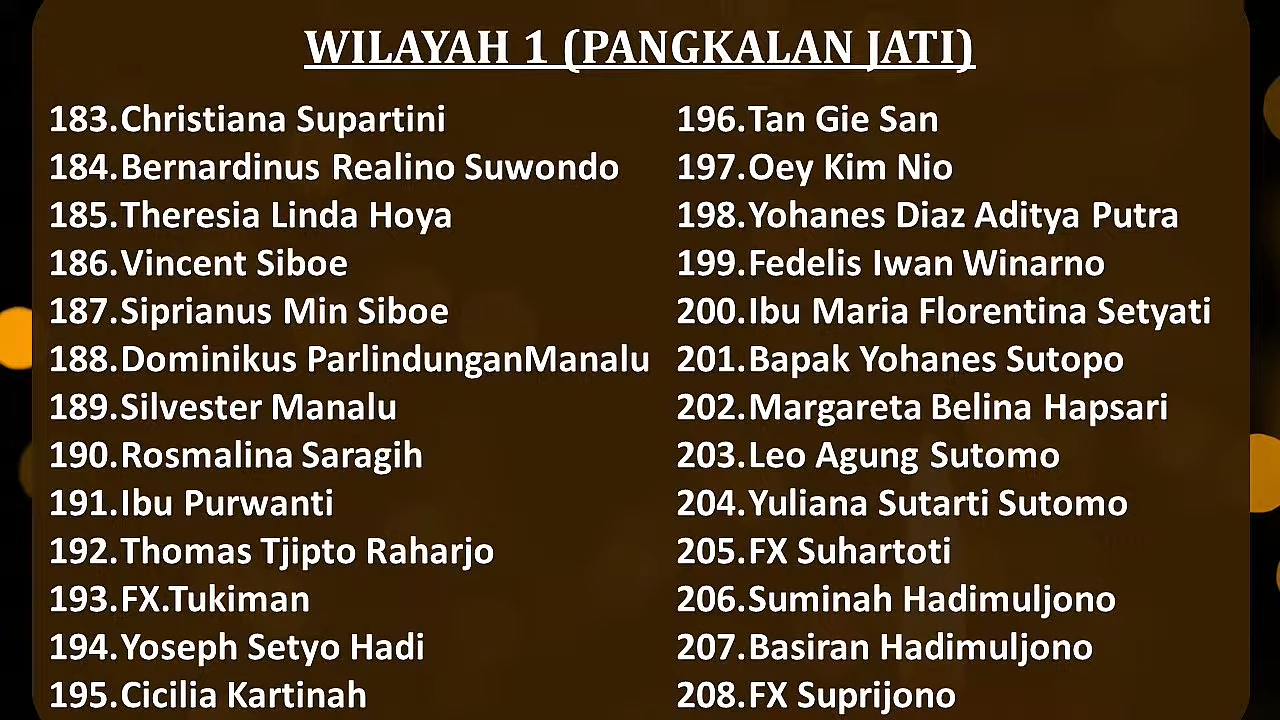 WILAYAH 1 (PANGKALAN JATI)
183.Christiana Supartini
184.Bernardinus Realino Suwondo
185.Theresia Linda Hoya
186.Vincent Siboe
187.Siprianus Min Siboe
188.Dominikus ParlindunganManalu
189.Silvester Manalu
190.Rosmalina Saragih
191.Ibu Purwanti
192.Thomas Tjipto Raharjo
193.FX.Tukiman
194.Yoseph Setyo Hadi
195.Cicilia Kartinah
196.Tan Gie San
197.Oey Kim Nio
198.Yohanes Diaz Aditya Putra
199.Fedelis Iwan Winarno
200.Ibu Maria Florentina Setyati
201.Bapak Yohanes Sutopo
202.Margareta Belina Hapsari
203.Leo Agung Sutomo
204.Yuliana Sutarti Sutomo
205.FX Suhartoti
206.Suminah Hadimuljono
207.Basiran Hadimuljono
208.FX Suprijono